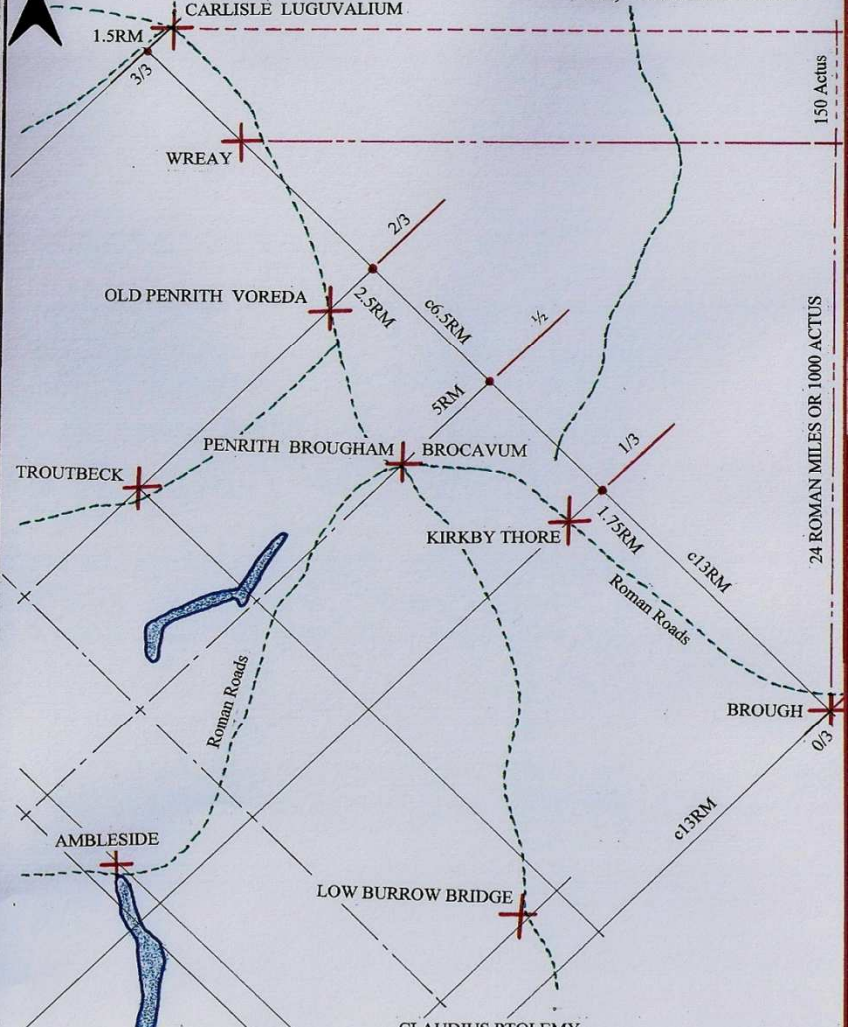 CARLISLE LUGUVALIUM
1.5RM
3/3
150 Actus
WREAY
2/3
OLD PENRITH VOREDA
2.5RM
c6.5RM
½
5RM
24 ROMAN MILES OR 1000 ACTUS
PENRITH BROUGHAM
BROCAVUM
1/3
TROUTBECK
KIRKBY THORE
1.75RM
c13RM
Roman Roads
Roman Roads
BROUGH
0/3
c13RM
AMBLESIDE
LOW BURROW BRIDGE
CLAUDIUS PTOLEMY